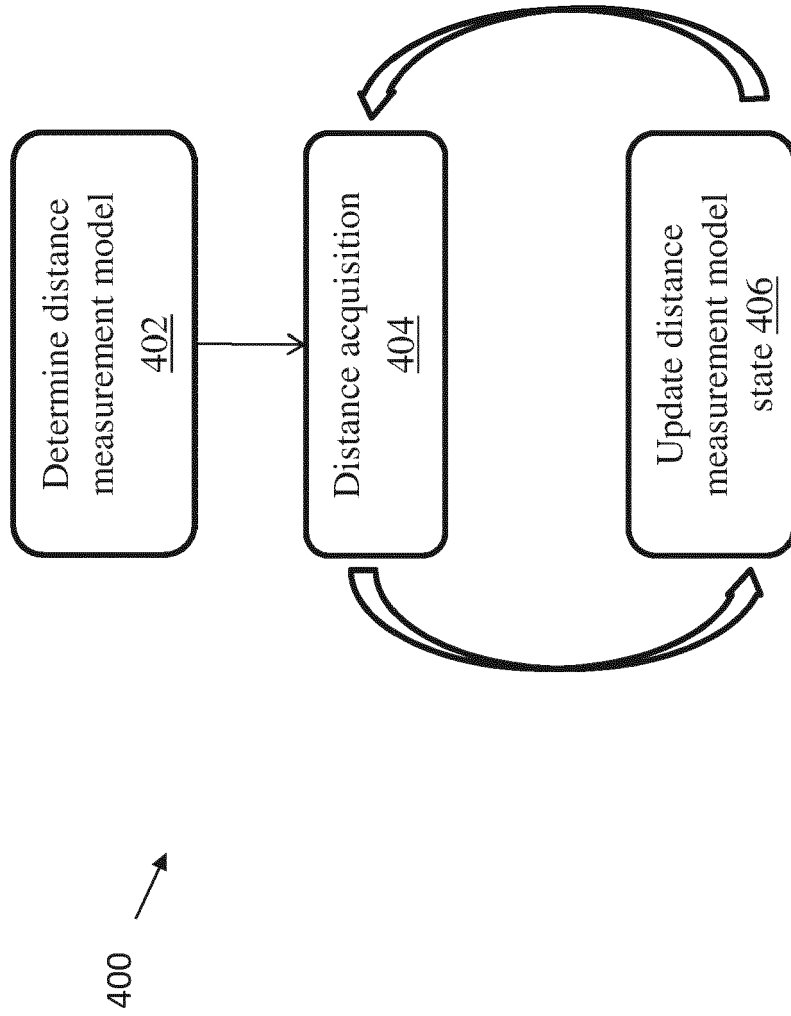 400
Determine distance
measurement model
402
Distance acquisition
404
Update distance
measurement model
state 406